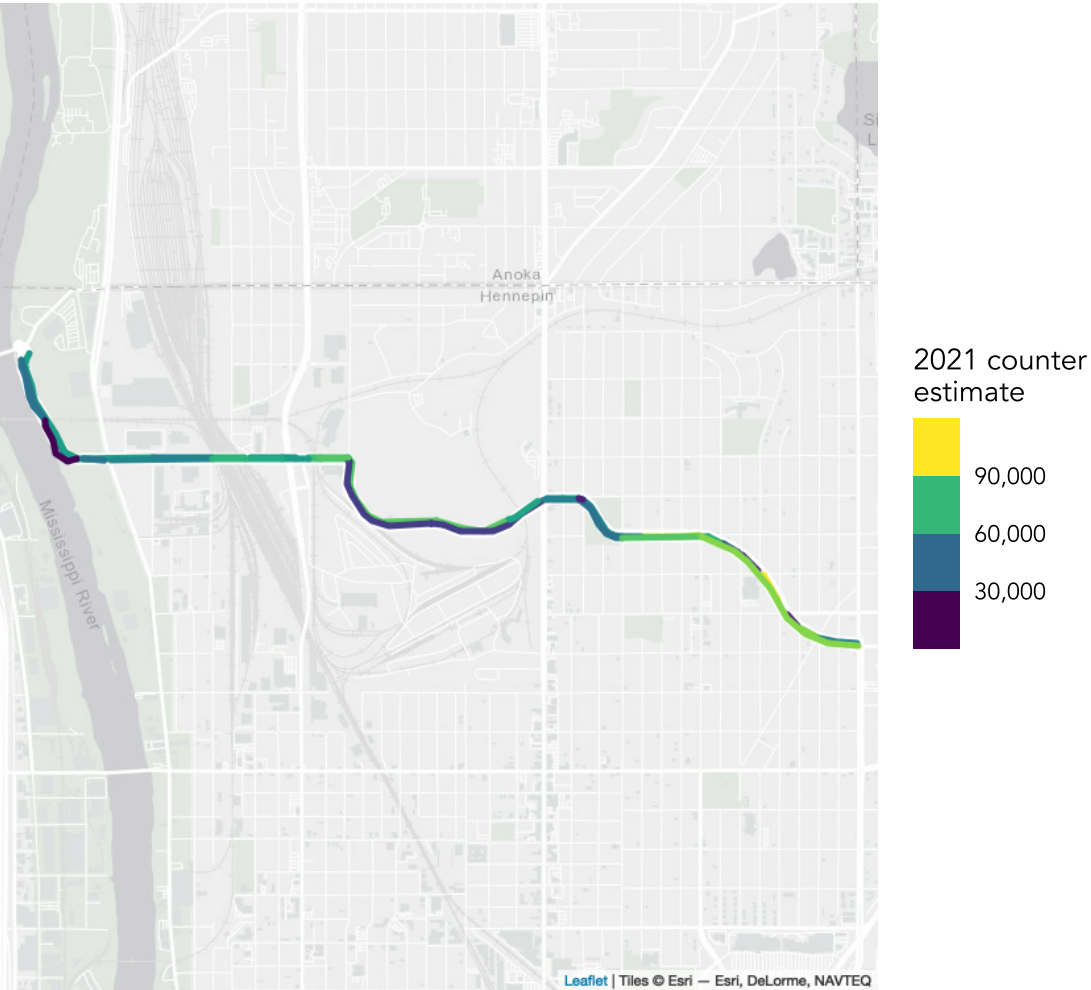 Si
L
Anoka
Hennepin
2021 counter
estimate
90,000
60,000
30,000
Mississippi River
Leaflet | Tiles © Esri — Esri, DeLorme, NAVTEQ